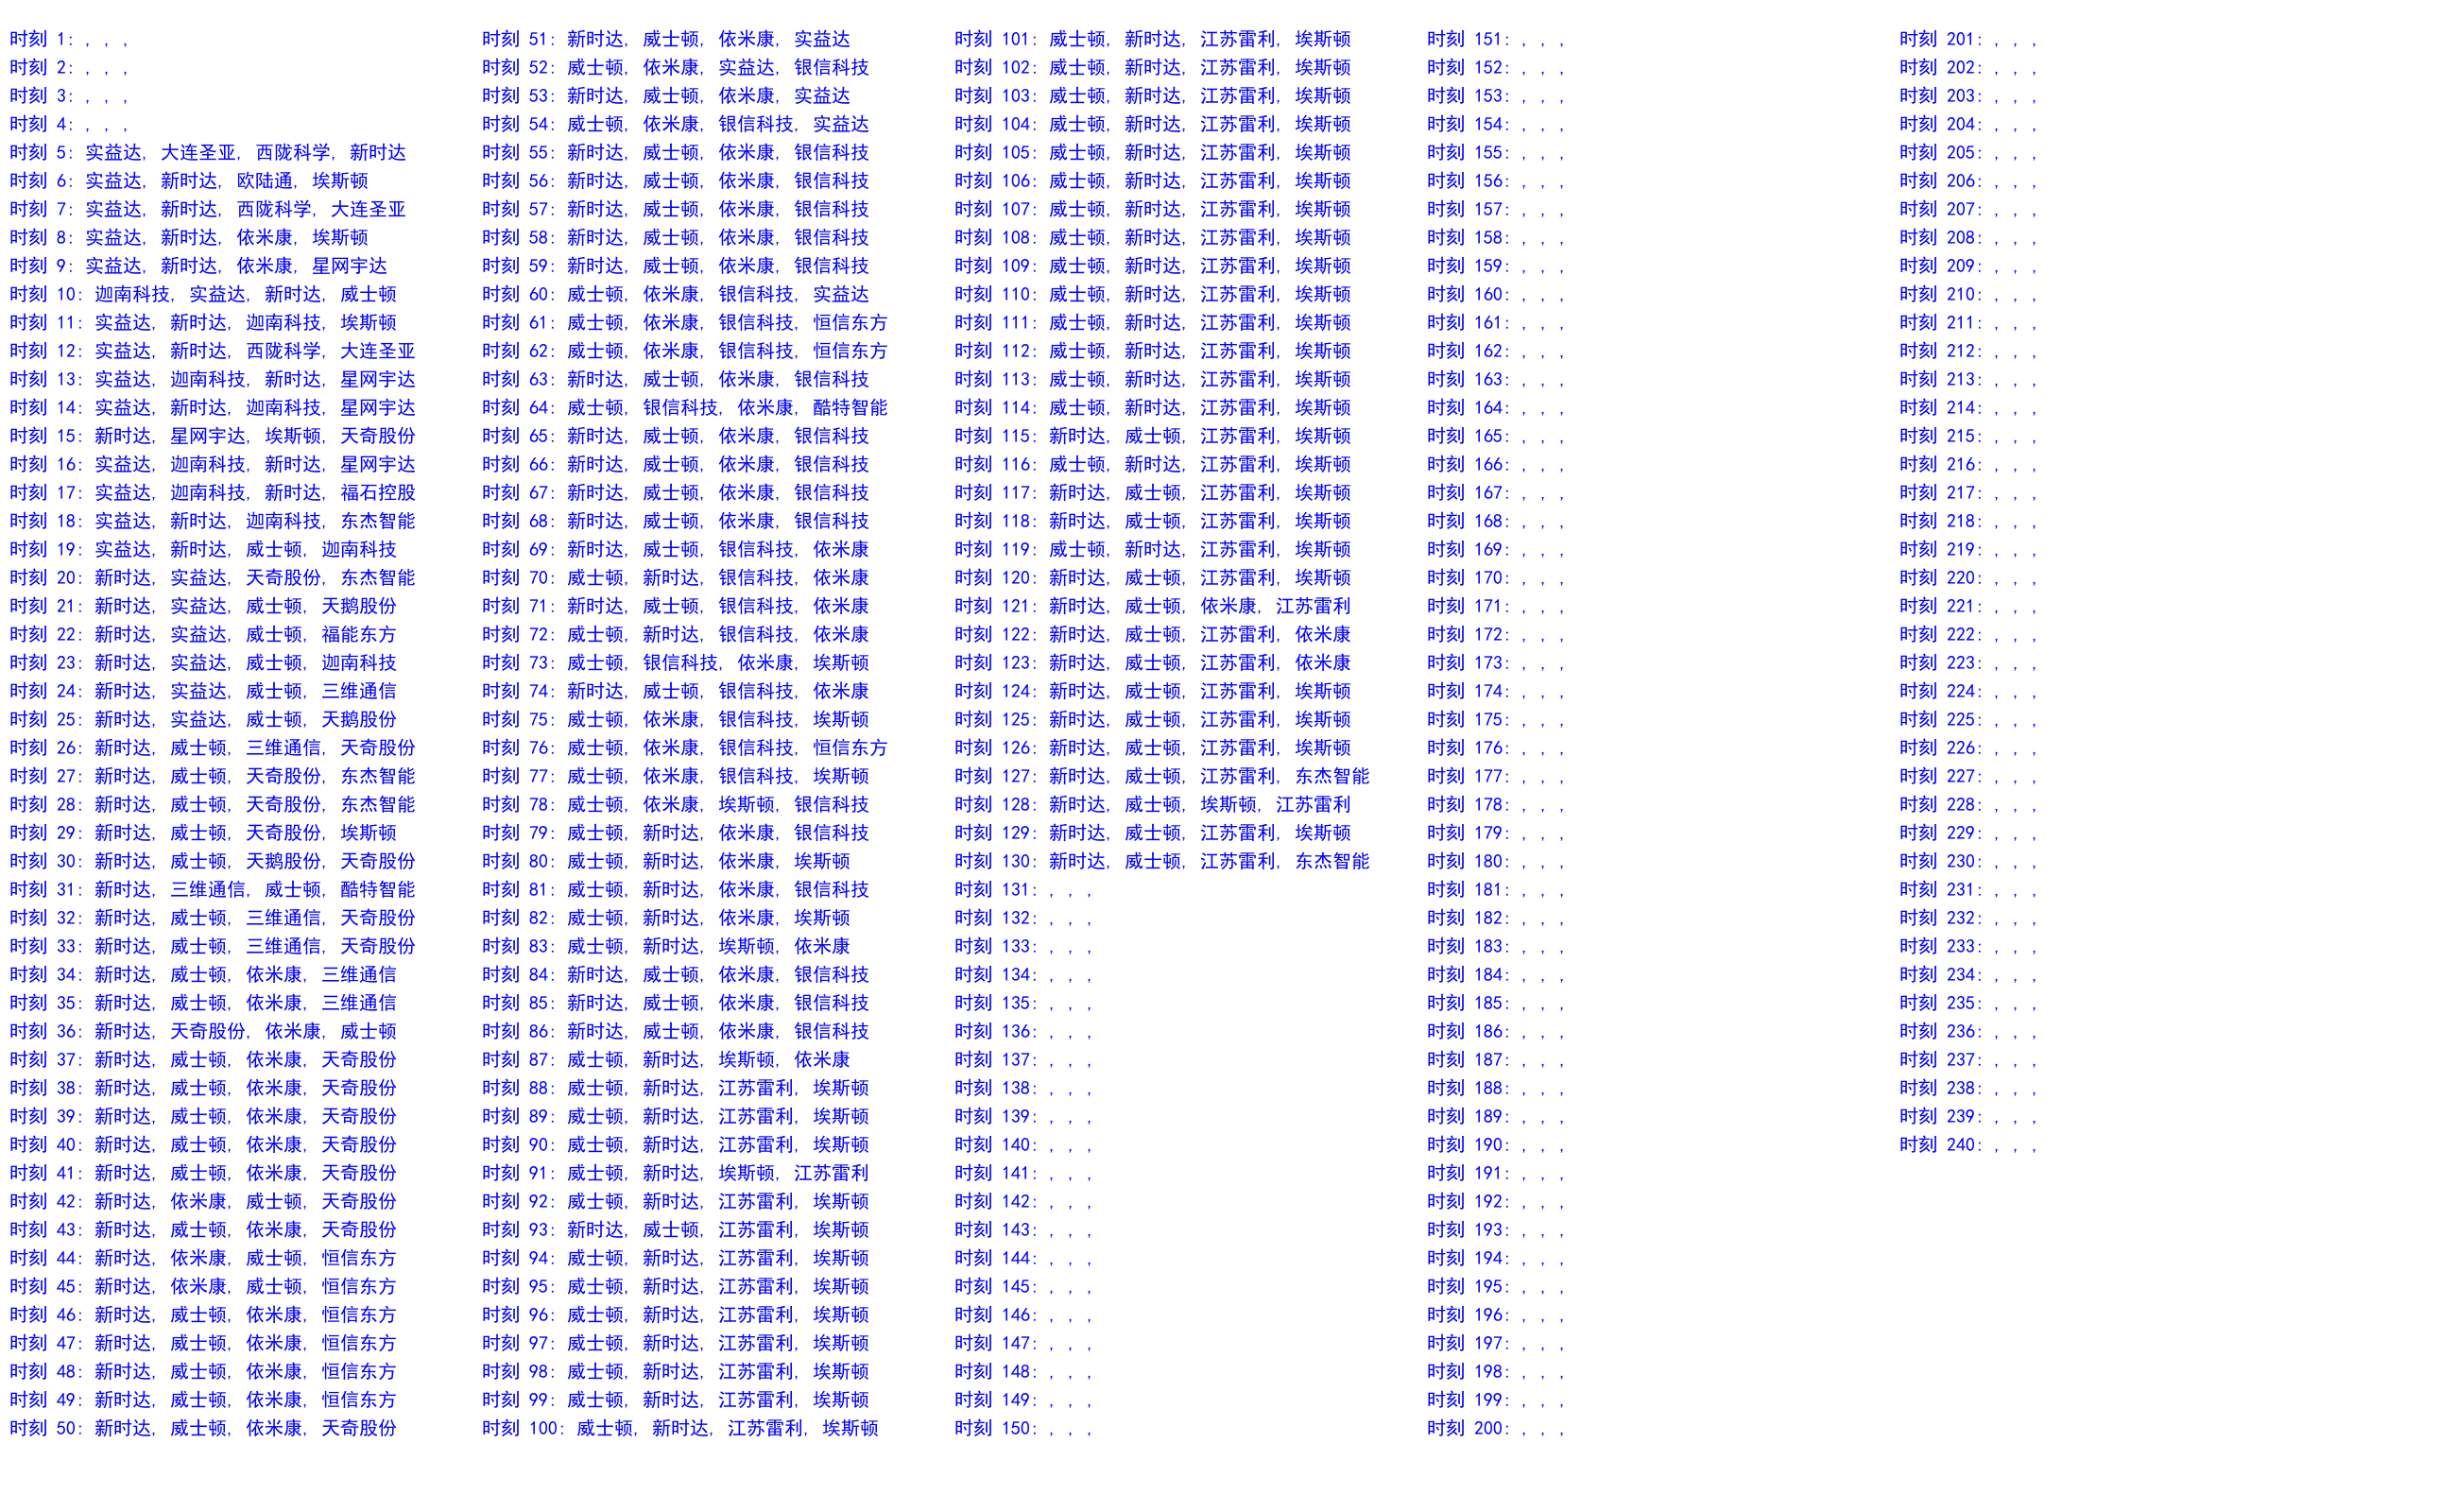 时刻 1: , , ,
时刻 2: , , ,
时刻 3: , , ,
时刻 4: , , ,
时刻 5: 实益达, 大连圣亚, 西陇科学, 新时达
时刻 6: 实益达, 新时达, 欧陆通, 埃斯顿
时刻 7: 实益达, 新时达, 西陇科学, 大连圣亚
时刻 8: 实益达, 新时达, 依米康, 埃斯顿
时刻 9: 实益达, 新时达, 依米康, 星网宇达
时刻 10: 迦南科技, 实益达, 新时达, 威士顿
时刻 11: 实益达, 新时达, 迦南科技, 埃斯顿
时刻 12: 实益达, 新时达, 西陇科学, 大连圣亚
时刻 13: 实益达, 迦南科技, 新时达, 星网宇达
时刻 14: 实益达, 新时达, 迦南科技, 星网宇达
时刻 15: 新时达, 星网宇达, 埃斯顿, 天奇股份
时刻 16: 实益达, 迦南科技, 新时达, 星网宇达
时刻 17: 实益达, 迦南科技, 新时达, 福石控股
时刻 18: 实益达, 新时达, 迦南科技, 东杰智能
时刻 19: 实益达, 新时达, 威士顿, 迦南科技
时刻 20: 新时达, 实益达, 天奇股份, 东杰智能
时刻 21: 新时达, 实益达, 威士顿, 天鹅股份
时刻 22: 新时达, 实益达, 威士顿, 福能东方
时刻 23: 新时达, 实益达, 威士顿, 迦南科技
时刻 24: 新时达, 实益达, 威士顿, 三维通信
时刻 25: 新时达, 实益达, 威士顿, 天鹅股份
时刻 26: 新时达, 威士顿, 三维通信, 天奇股份
时刻 27: 新时达, 威士顿, 天奇股份, 东杰智能
时刻 28: 新时达, 威士顿, 天奇股份, 东杰智能
时刻 29: 新时达, 威士顿, 天奇股份, 埃斯顿
时刻 30: 新时达, 威士顿, 天鹅股份, 天奇股份
时刻 31: 新时达, 三维通信, 威士顿, 酷特智能
时刻 32: 新时达, 威士顿, 三维通信, 天奇股份
时刻 33: 新时达, 威士顿, 三维通信, 天奇股份
时刻 34: 新时达, 威士顿, 依米康, 三维通信
时刻 35: 新时达, 威士顿, 依米康, 三维通信
时刻 36: 新时达, 天奇股份, 依米康, 威士顿
时刻 37: 新时达, 威士顿, 依米康, 天奇股份
时刻 38: 新时达, 威士顿, 依米康, 天奇股份
时刻 39: 新时达, 威士顿, 依米康, 天奇股份
时刻 40: 新时达, 威士顿, 依米康, 天奇股份
时刻 41: 新时达, 威士顿, 依米康, 天奇股份
时刻 42: 新时达, 依米康, 威士顿, 天奇股份
时刻 43: 新时达, 威士顿, 依米康, 天奇股份
时刻 44: 新时达, 依米康, 威士顿, 恒信东方
时刻 45: 新时达, 依米康, 威士顿, 恒信东方
时刻 46: 新时达, 威士顿, 依米康, 恒信东方
时刻 47: 新时达, 威士顿, 依米康, 恒信东方
时刻 48: 新时达, 威士顿, 依米康, 恒信东方
时刻 49: 新时达, 威士顿, 依米康, 恒信东方
时刻 50: 新时达, 威士顿, 依米康, 天奇股份
时刻 51: 新时达, 威士顿, 依米康, 实益达
时刻 52: 威士顿, 依米康, 实益达, 银信科技
时刻 53: 新时达, 威士顿, 依米康, 实益达
时刻 54: 威士顿, 依米康, 银信科技, 实益达
时刻 55: 新时达, 威士顿, 依米康, 银信科技
时刻 56: 新时达, 威士顿, 依米康, 银信科技
时刻 57: 新时达, 威士顿, 依米康, 银信科技
时刻 58: 新时达, 威士顿, 依米康, 银信科技
时刻 59: 新时达, 威士顿, 依米康, 银信科技
时刻 60: 威士顿, 依米康, 银信科技, 实益达
时刻 61: 威士顿, 依米康, 银信科技, 恒信东方
时刻 62: 威士顿, 依米康, 银信科技, 恒信东方
时刻 63: 新时达, 威士顿, 依米康, 银信科技
时刻 64: 威士顿, 银信科技, 依米康, 酷特智能
时刻 65: 新时达, 威士顿, 依米康, 银信科技
时刻 66: 新时达, 威士顿, 依米康, 银信科技
时刻 67: 新时达, 威士顿, 依米康, 银信科技
时刻 68: 新时达, 威士顿, 依米康, 银信科技
时刻 69: 新时达, 威士顿, 银信科技, 依米康
时刻 70: 威士顿, 新时达, 银信科技, 依米康
时刻 71: 新时达, 威士顿, 银信科技, 依米康
时刻 72: 威士顿, 新时达, 银信科技, 依米康
时刻 73: 威士顿, 银信科技, 依米康, 埃斯顿
时刻 74: 新时达, 威士顿, 银信科技, 依米康
时刻 75: 威士顿, 依米康, 银信科技, 埃斯顿
时刻 76: 威士顿, 依米康, 银信科技, 恒信东方
时刻 77: 威士顿, 依米康, 银信科技, 埃斯顿
时刻 78: 威士顿, 依米康, 埃斯顿, 银信科技
时刻 79: 威士顿, 新时达, 依米康, 银信科技
时刻 80: 威士顿, 新时达, 依米康, 埃斯顿
时刻 81: 威士顿, 新时达, 依米康, 银信科技
时刻 82: 威士顿, 新时达, 依米康, 埃斯顿
时刻 83: 威士顿, 新时达, 埃斯顿, 依米康
时刻 84: 新时达, 威士顿, 依米康, 银信科技
时刻 85: 新时达, 威士顿, 依米康, 银信科技
时刻 86: 新时达, 威士顿, 依米康, 银信科技
时刻 87: 威士顿, 新时达, 埃斯顿, 依米康
时刻 88: 威士顿, 新时达, 江苏雷利, 埃斯顿
时刻 89: 威士顿, 新时达, 江苏雷利, 埃斯顿
时刻 90: 威士顿, 新时达, 江苏雷利, 埃斯顿
时刻 91: 威士顿, 新时达, 埃斯顿, 江苏雷利
时刻 92: 威士顿, 新时达, 江苏雷利, 埃斯顿
时刻 93: 新时达, 威士顿, 江苏雷利, 埃斯顿
时刻 94: 威士顿, 新时达, 江苏雷利, 埃斯顿
时刻 95: 威士顿, 新时达, 江苏雷利, 埃斯顿
时刻 96: 威士顿, 新时达, 江苏雷利, 埃斯顿
时刻 97: 威士顿, 新时达, 江苏雷利, 埃斯顿
时刻 98: 威士顿, 新时达, 江苏雷利, 埃斯顿
时刻 99: 威士顿, 新时达, 江苏雷利, 埃斯顿
时刻 100: 威士顿, 新时达, 江苏雷利, 埃斯顿
时刻 101: 威士顿, 新时达, 江苏雷利, 埃斯顿
时刻 102: 威士顿, 新时达, 江苏雷利, 埃斯顿
时刻 103: 威士顿, 新时达, 江苏雷利, 埃斯顿
时刻 104: 威士顿, 新时达, 江苏雷利, 埃斯顿
时刻 105: 威士顿, 新时达, 江苏雷利, 埃斯顿
时刻 106: 威士顿, 新时达, 江苏雷利, 埃斯顿
时刻 107: 威士顿, 新时达, 江苏雷利, 埃斯顿
时刻 108: 威士顿, 新时达, 江苏雷利, 埃斯顿
时刻 109: 威士顿, 新时达, 江苏雷利, 埃斯顿
时刻 110: 威士顿, 新时达, 江苏雷利, 埃斯顿
时刻 111: 威士顿, 新时达, 江苏雷利, 埃斯顿
时刻 112: 威士顿, 新时达, 江苏雷利, 埃斯顿
时刻 113: 威士顿, 新时达, 江苏雷利, 埃斯顿
时刻 114: 威士顿, 新时达, 江苏雷利, 埃斯顿
时刻 115: 新时达, 威士顿, 江苏雷利, 埃斯顿
时刻 116: 威士顿, 新时达, 江苏雷利, 埃斯顿
时刻 117: 新时达, 威士顿, 江苏雷利, 埃斯顿
时刻 118: 新时达, 威士顿, 江苏雷利, 埃斯顿
时刻 119: 威士顿, 新时达, 江苏雷利, 埃斯顿
时刻 120: 新时达, 威士顿, 江苏雷利, 埃斯顿
时刻 121: 新时达, 威士顿, 依米康, 江苏雷利
时刻 122: 新时达, 威士顿, 江苏雷利, 依米康
时刻 123: 新时达, 威士顿, 江苏雷利, 依米康
时刻 124: 新时达, 威士顿, 江苏雷利, 埃斯顿
时刻 125: 新时达, 威士顿, 江苏雷利, 埃斯顿
时刻 126: 新时达, 威士顿, 江苏雷利, 埃斯顿
时刻 127: 新时达, 威士顿, 江苏雷利, 东杰智能
时刻 128: 新时达, 威士顿, 埃斯顿, 江苏雷利
时刻 129: 新时达, 威士顿, 江苏雷利, 埃斯顿
时刻 130: 新时达, 威士顿, 江苏雷利, 东杰智能
时刻 131: , , ,
时刻 132: , , ,
时刻 133: , , ,
时刻 134: , , ,
时刻 135: , , ,
时刻 136: , , ,
时刻 137: , , ,
时刻 138: , , ,
时刻 139: , , ,
时刻 140: , , ,
时刻 141: , , ,
时刻 142: , , ,
时刻 143: , , ,
时刻 144: , , ,
时刻 145: , , ,
时刻 146: , , ,
时刻 147: , , ,
时刻 148: , , ,
时刻 149: , , ,
时刻 150: , , ,
时刻 151: , , ,
时刻 152: , , ,
时刻 153: , , ,
时刻 154: , , ,
时刻 155: , , ,
时刻 156: , , ,
时刻 157: , , ,
时刻 158: , , ,
时刻 159: , , ,
时刻 160: , , ,
时刻 161: , , ,
时刻 162: , , ,
时刻 163: , , ,
时刻 164: , , ,
时刻 165: , , ,
时刻 166: , , ,
时刻 167: , , ,
时刻 168: , , ,
时刻 169: , , ,
时刻 170: , , ,
时刻 171: , , ,
时刻 172: , , ,
时刻 173: , , ,
时刻 174: , , ,
时刻 175: , , ,
时刻 176: , , ,
时刻 177: , , ,
时刻 178: , , ,
时刻 179: , , ,
时刻 180: , , ,
时刻 181: , , ,
时刻 182: , , ,
时刻 183: , , ,
时刻 184: , , ,
时刻 185: , , ,
时刻 186: , , ,
时刻 187: , , ,
时刻 188: , , ,
时刻 189: , , ,
时刻 190: , , ,
时刻 191: , , ,
时刻 192: , , ,
时刻 193: , , ,
时刻 194: , , ,
时刻 195: , , ,
时刻 196: , , ,
时刻 197: , , ,
时刻 198: , , ,
时刻 199: , , ,
时刻 200: , , ,
时刻 201: , , ,
时刻 202: , , ,
时刻 203: , , ,
时刻 204: , , ,
时刻 205: , , ,
时刻 206: , , ,
时刻 207: , , ,
时刻 208: , , ,
时刻 209: , , ,
时刻 210: , , ,
时刻 211: , , ,
时刻 212: , , ,
时刻 213: , , ,
时刻 214: , , ,
时刻 215: , , ,
时刻 216: , , ,
时刻 217: , , ,
时刻 218: , , ,
时刻 219: , , ,
时刻 220: , , ,
时刻 221: , , ,
时刻 222: , , ,
时刻 223: , , ,
时刻 224: , , ,
时刻 225: , , ,
时刻 226: , , ,
时刻 227: , , ,
时刻 228: , , ,
时刻 229: , , ,
时刻 230: , , ,
时刻 231: , , ,
时刻 232: , , ,
时刻 233: , , ,
时刻 234: , , ,
时刻 235: , , ,
时刻 236: , , ,
时刻 237: , , ,
时刻 238: , , ,
时刻 239: , , ,
时刻 240: , , ,